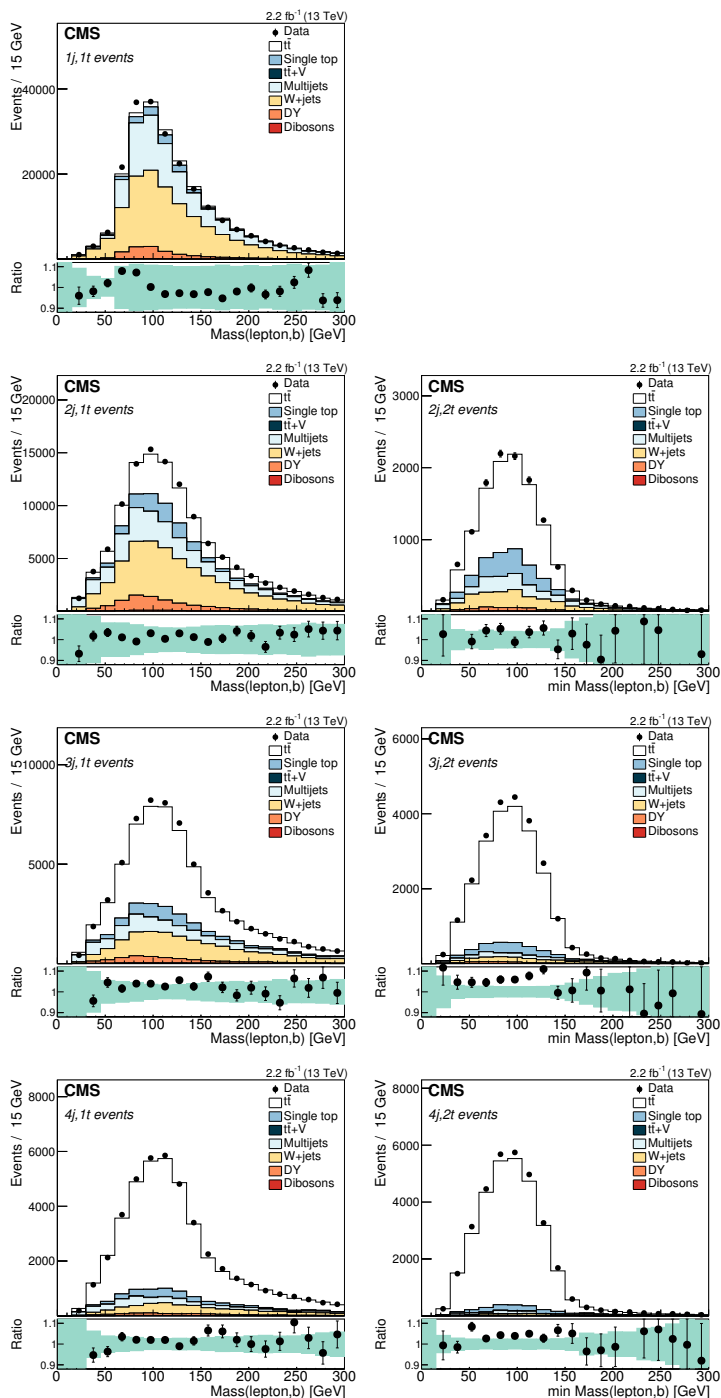 2.2 fb⁻¹ (13 TeV)
CMS
1j,1t events
Data
tt̄
Single top
tt̄+V
Multijets
W+jets
DY
Dibosons
Events / 15 GeV
40000
20000
Ratio
1.1
1
0.9
0 50 100 150 200 250 300
Mass(lepton,b) [GeV]
2.2 fb⁻¹ (13 TeV)
CMS
2j,1t events
Data
tt̄
Single top
tt̄+V
Multijets
W+jets
DY
Dibosons
Events / 15 GeV
20000
15000
10000
5000
Ratio
1.1
1
0.9
0 50 100 150 200 250 300
Mass(lepton,b) [GeV]
2.2 fb⁻¹ (13 TeV)
CMS
2j,2t events
Data
tt̄
Single top
tt̄+V
Multijets
W+jets
DY
Dibosons
Events / 15 GeV
3000
2000
1000
Ratio
1.1
1
0.9
0 50 100 150 200 250 300
min Mass(lepton,b) [GeV]
2.2 fb⁻¹ (13 TeV)
CMS
3j,1t events
Data
tt̄
Single top
tt̄+V
Multijets
W+jets
DY
Dibosons
Events / 15 GeV
10000
5000
Ratio
1.1
1
0.9
0 50 100 150 200 250 300
Mass(lepton,b) [GeV]
2.2 fb⁻¹ (13 TeV)
CMS
3j,2t events
Data
tt̄
Single top
tt̄+V
Multijets
W+jets
DY
Dibosons
Events / 15 GeV
6000
4000
2000
Ratio
1.1
1
0.9
0 50 100 150 200 250 300
min Mass(lepton,b) [GeV]
2.2 fb⁻¹ (13 TeV)
CMS
4j,1t events
Data
tt̄
Single top
tt̄+V
Multijets
W+jets
DY
Dibosons
Events / 15 GeV
8000
6000
4000
2000
Ratio
1.1
1
0.9
0 50 100 150 200 250 300
Mass(lepton,b) [GeV]
2.2 fb⁻¹ (13 TeV)
CMS
4j,2t events
Data
tt̄
Single top
tt̄+V
Multijets
W+jets
DY
Dibosons
Events / 15 GeV
8000
6000
4000
2000
Ratio
1.1
1
0.9
0 50 100 150 200 250 300
min Mass(lepton,b) [GeV]